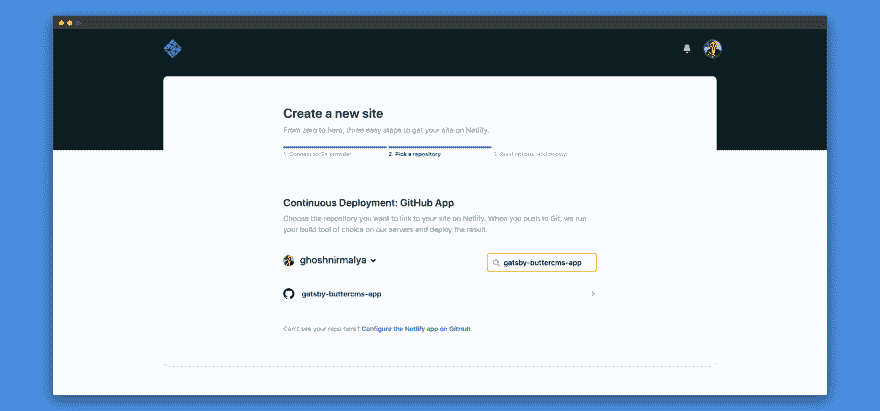 Create a new site
From zero to hero, three easy steps to get your site on Netlify.
1. Connect to Git provider
2. Pick a repository
3. Build options, and deploy!
Continuous Deployment: GitHub App
Choose the repository you want to link to your site on Netlify. When you push to Git, we run
your build tool of choice on our servers and deploy the result.
ghoshnirmalya
gatsby-buttercms-app
gatsby-buttercms-app
Can't see your repo here? Configure the Netlify app on GitHub.